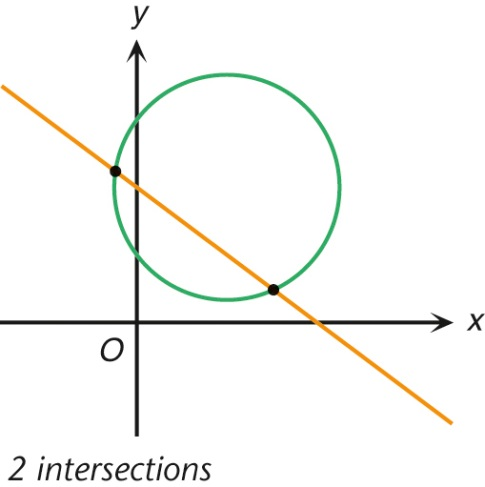 y
x
O
2 intersections